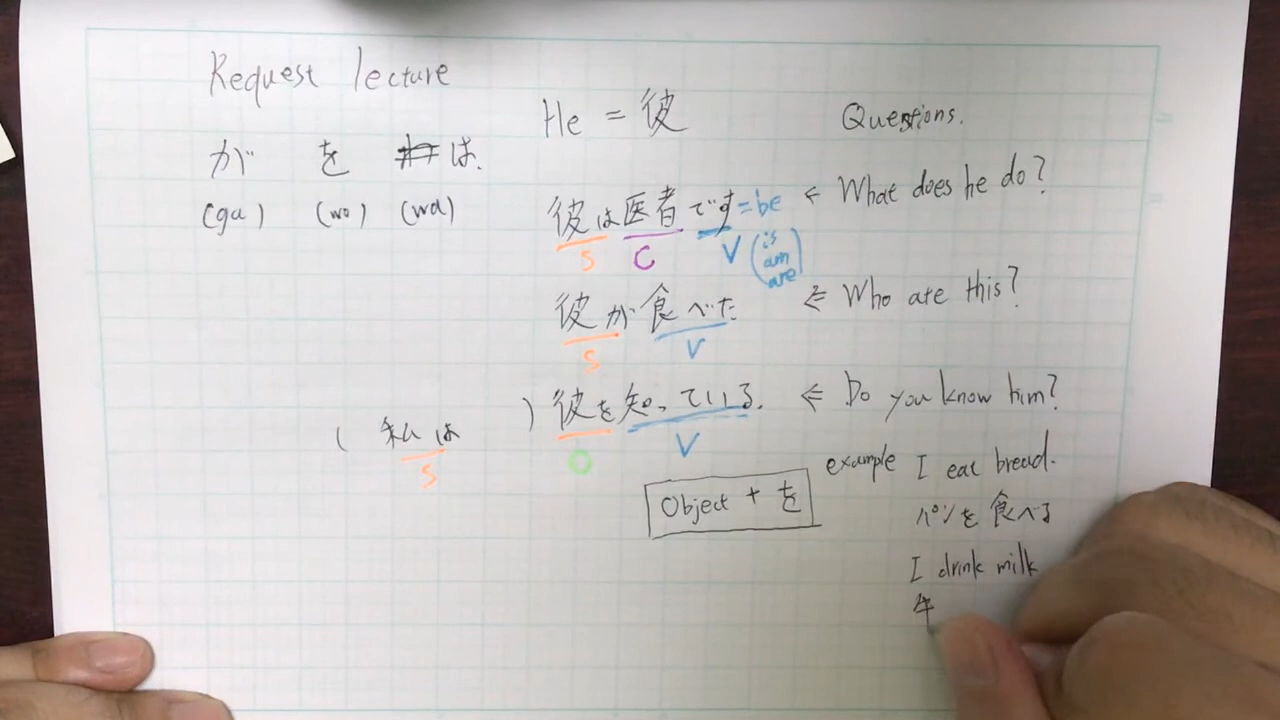 Request lecture
が を は.
(ga) (wo) (wa)
He = 彼
Questions.
彼は医者です=be ← What does he do?
S C V (is am are)
彼が食べた ⇐ Who ate this?
S V
( 私は ) 彼を知っている. ⇐ Do you know him?
S O V
Object + を
example I eat bread.
パンを食べる
I drink milk
牛